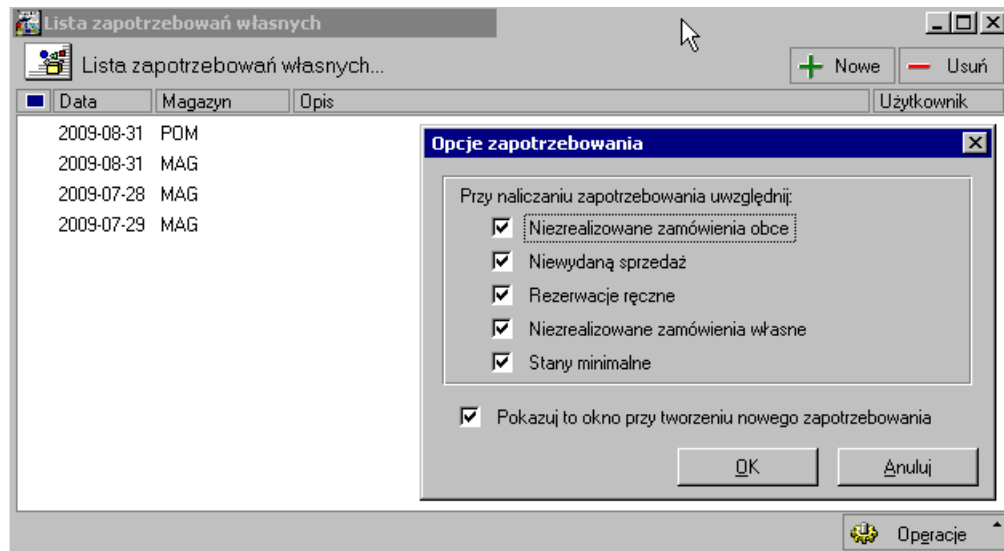 Lista zapotrzebowań własnych
Lista zapotrzebowań własnych...
Nowe
Usuń
Data Magazyn Opis Użytkownik
2009-08-31 POM
2009-08-31 MAG
2009-07-28 MAG
2009-07-29 MAG
Opcje zapotrzebowania
Przy naliczaniu zapotrzebowania uwzględnij:
Niezrealizowane zamówienia obce
Niewydaną sprzedaż
Rezerwacje ręczne
Niezrealizowane zamówienia własne
Stany minimalne
Pokazuj to okno przy tworzeniu nowego zapotrzebowania
OK Anuluj
Operacje